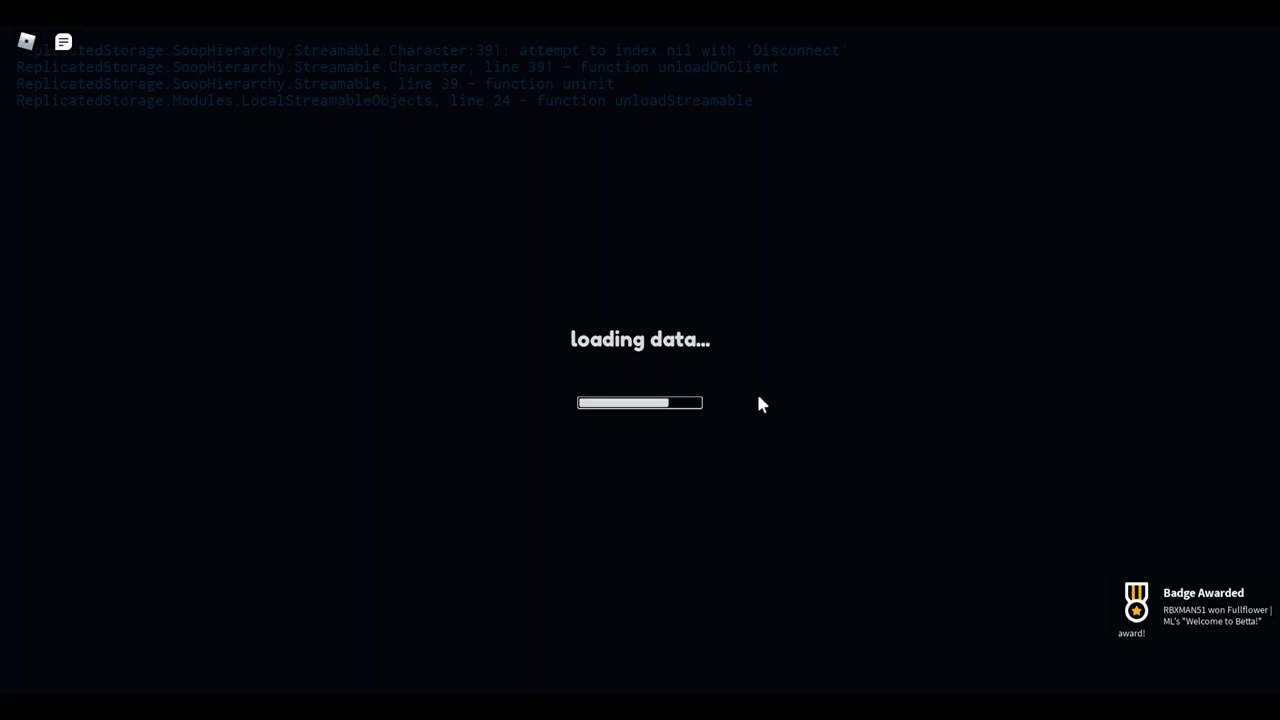 ReplicatedStorage.SoopHierarchy.Streamable.Character:391: attempt to index nil with 'Disconnect'
ReplicatedStorage.SoopHierarchy.Streamable.Character, line 391 - function unloadOnClient
ReplicatedStorage.SoopHierarchy.Streamable, line 39 - function uninit
ReplicatedStorage.Modules.LocalStreamableObjects, line 24 - function unloadStreamable
loading data...
Badge Awarded
RBXMAN51 won Fullflower |
ML's "Welcome to Betta!"
award!